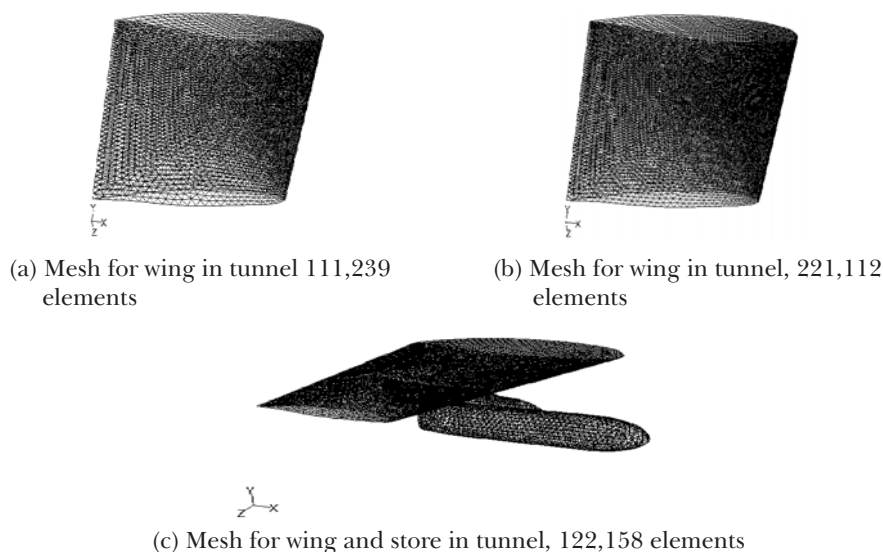 Y
X
Z
Y
X
Z
(a) Mesh for wing in tunnel 111,239
elements
(b) Mesh for wing in tunnel, 221,112
elements
Y
X
Z
(c) Mesh for wing and store in tunnel, 122,158 elements